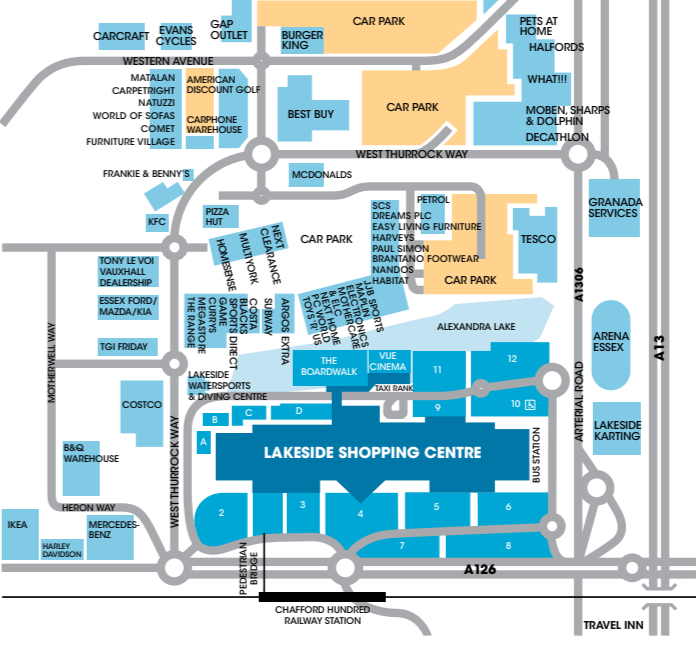 CAR PARK
CARCRAFT
EVANS
CYCLES
GAP
OUTLET
BURGER
KING
PETS AT
HOME
HALFORDS
WESTERN AVENUE
MATALAN
CARPETRIGHT
NATUZZI
WORLD OF SOFAS
COMET
FURNITURE VILLAGE
AMERICAN
DISCOUNT GOLF
CARPHONE
WAREHOUSE
BEST BUY
CAR PARK
WHAT!!!
MOBEN, SHARPS
& DOLPHIN
DECATHLON
WEST THURROCK WAY
FRANKIE & BENNY'S
MCDONALDS
KFC
PIZZA
HUT
PETROL
SCS
DREAMS PLC
EASY LIVING FURNITURE
HARVEYS
PAUL SIMON
BRANTANO FOOTWEAR
NANDOS
HABITAT
GRANADA
SERVICES
TESCO
CAR PARK
CAR PARK
NEXT
CLEARANCE
MULTIYORK
HOMESENSE
TONY LE VOI
VAUXHALL
DEALERSHIP
ESSEX FORD/
MAZDA/KIA
TGI FRIDAY
THE RANGE
MEGASTORE
CURRYS
GAME
SPORTS DIRECT
BLACKS
COSTA
SUBWAY
ARGOS EXTRA
JJB SPORTS
MAPLIN
ELECTRONICS
MOTHERCARE
& ELC
NEXT HOME
PC WORLD
TOYS 'R' US
A1306
ALEXANDRA LAKE
ARENA
ESSEX
A13
MOTHERWELL WAY
LAKESIDE
WATERSPORTS
& DIVING CENTRE
THE
BOARDWALK
VUE
CINEMA
TAXI RANK
11
12
9
10
A
B
C
D
COSTCO
WEST THURROCK WAY
LAKESIDE SHOPPING CENTRE
BUS STATION
ARTERIAL ROAD
LAKESIDE
KARTING
B&Q
WAREHOUSE
HERON WAY
IKEA
HARLEY
DAVIDSON
MERCEDES-
BENZ
2
3
4
5
6
7
8
PEDESTRIAN
BRIDGE
A126
CHAFFORD HUNDRED
RAILWAY STATION
TRAVEL INN